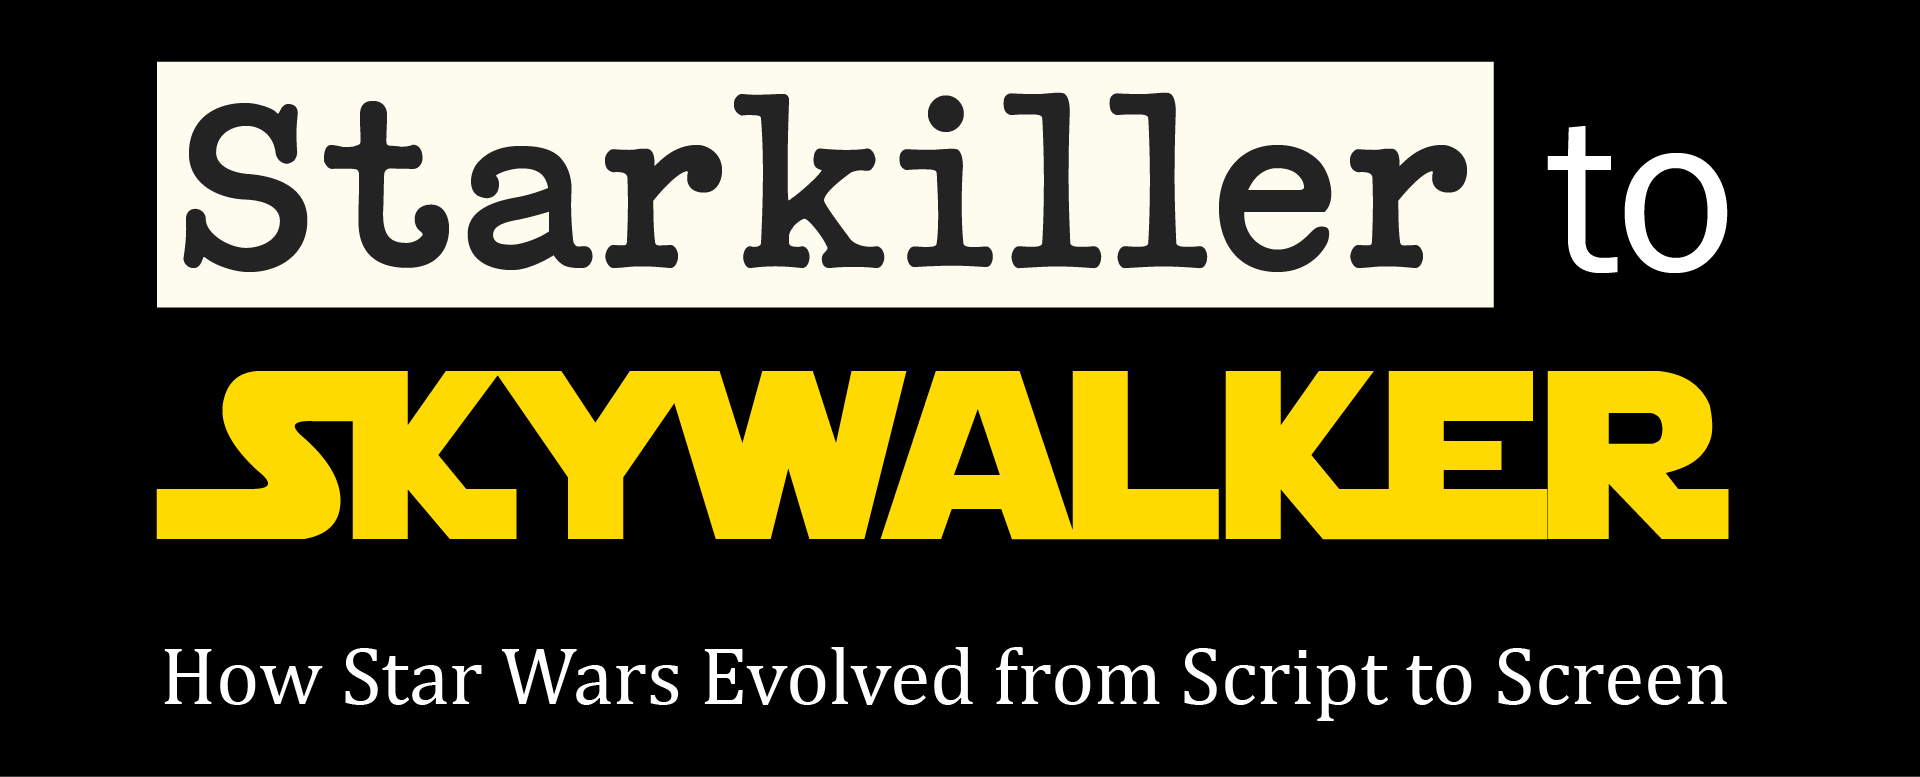 Starkiller to
SKYWALKER
How Star Wars Evolved from Script to Screen